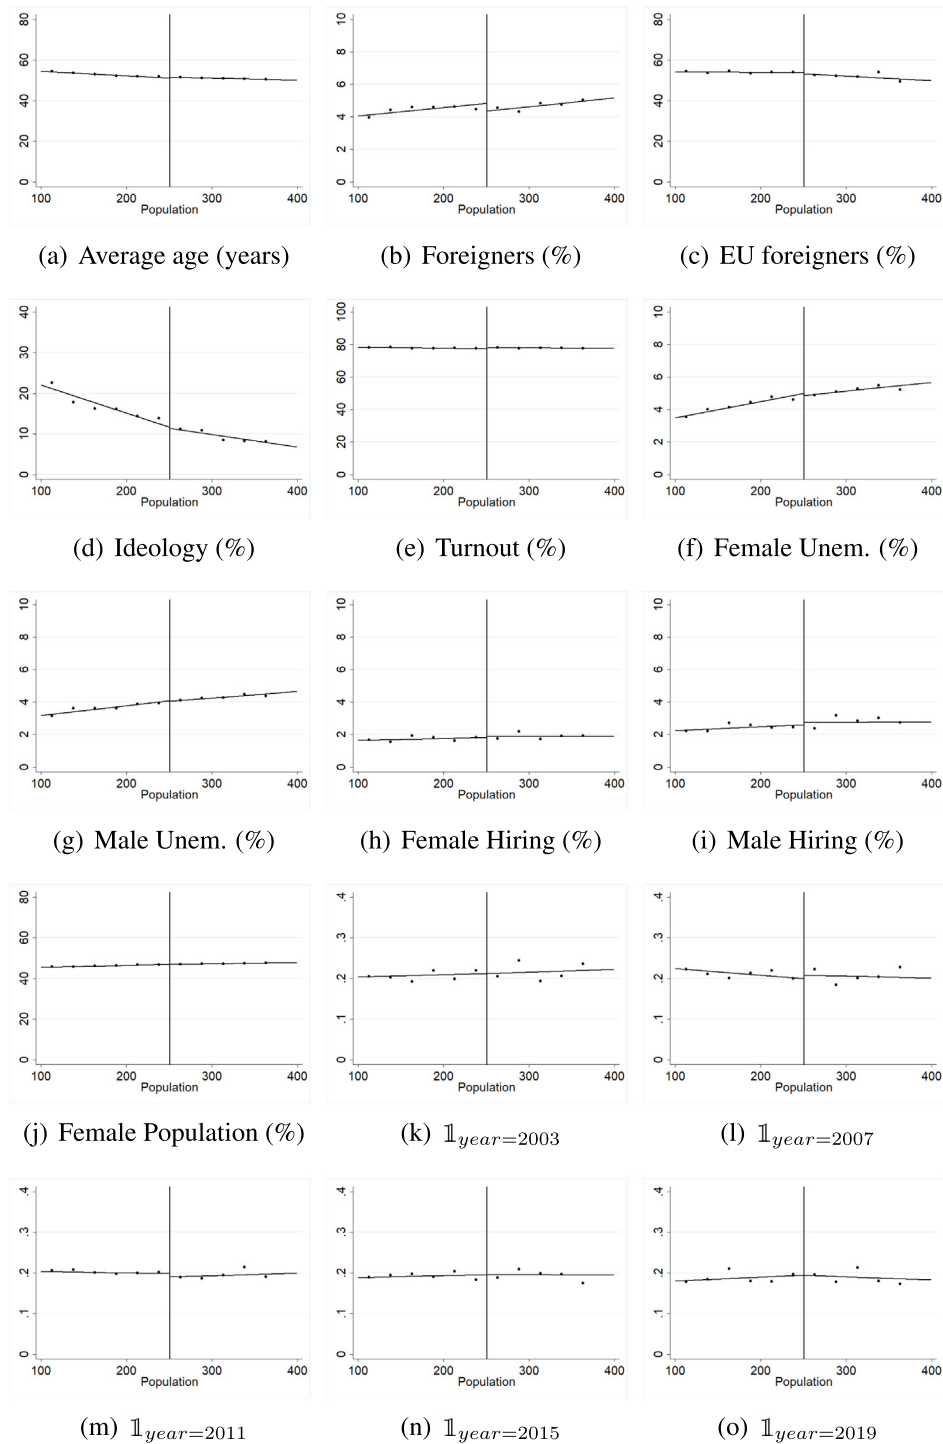 0 20 40 60 80
100 200 300 400
Population
(a) Average age (years)
0 2 4 6 8 10
100 200 300 400
Population
(b) Foreigners (%)
0 20 40 60 80
100 200 300 400
Population
(c) EU foreigners (%)
0 10 20 30 40
100 200 300 400
Population
(d) Ideology (%)
0 20 40 60 80 100
100 200 300 400
Population
(e) Turnout (%)
0 2 4 6 8 10
100 200 300 400
Population
(f) Female Unem. (%)
0 2 4 6 8 10
100 200 300 400
Population
(g) Male Unem. (%)
0 2 4 6 8 10
100 200 300 400
Population
(h) Female Hiring (%)
0 2 4 6 8 10
100 200 300 400
Population
(i) Male Hiring (%)
0 20 40 60 80
100 200 300 400
Population
(j) Female Population (%)
0 .1 .2 .3 .4
100 200 300 400
Population
(k) 𝟙year=2003
0 .1 .2 .3 .4
100 200 300 400
Population
(l) 𝟙year=2007
0 .1 .2 .3 .4
100 200 300 400
Population
(m) 𝟙year=2011
0 .1 .2 .3 .4
100 200 300 400
Population
(n) 𝟙year=2015
0 .1 .2 .3 .4
100 200 300 400
Population
(o) 𝟙year=2019